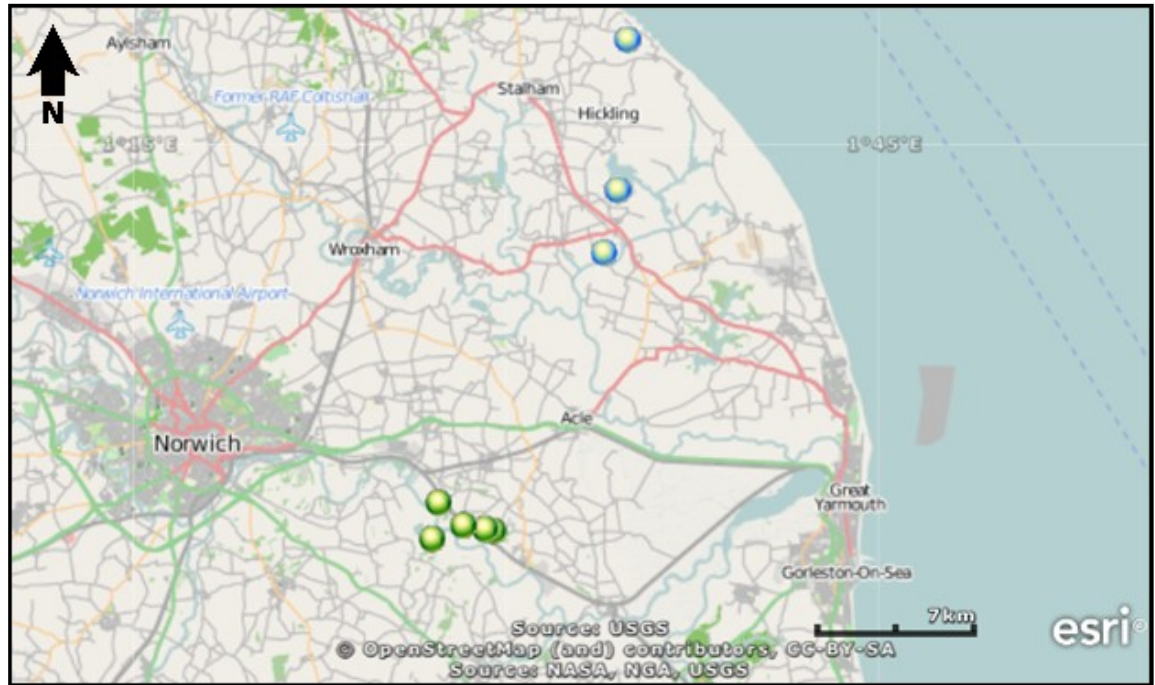 Aylsham
N
Former RAF Coltishall
Stalham
Hickling
1°15'E
1°45'E
Wroxham
Norwich International Airport
Acle
Norwich
Great
Yarmouth
Gorleston-On-Sea
7km
Source: USGS
© OpenStreetMap (and) contributors, CC-BY-SA
Source: NASA, NGA, USGS
esri